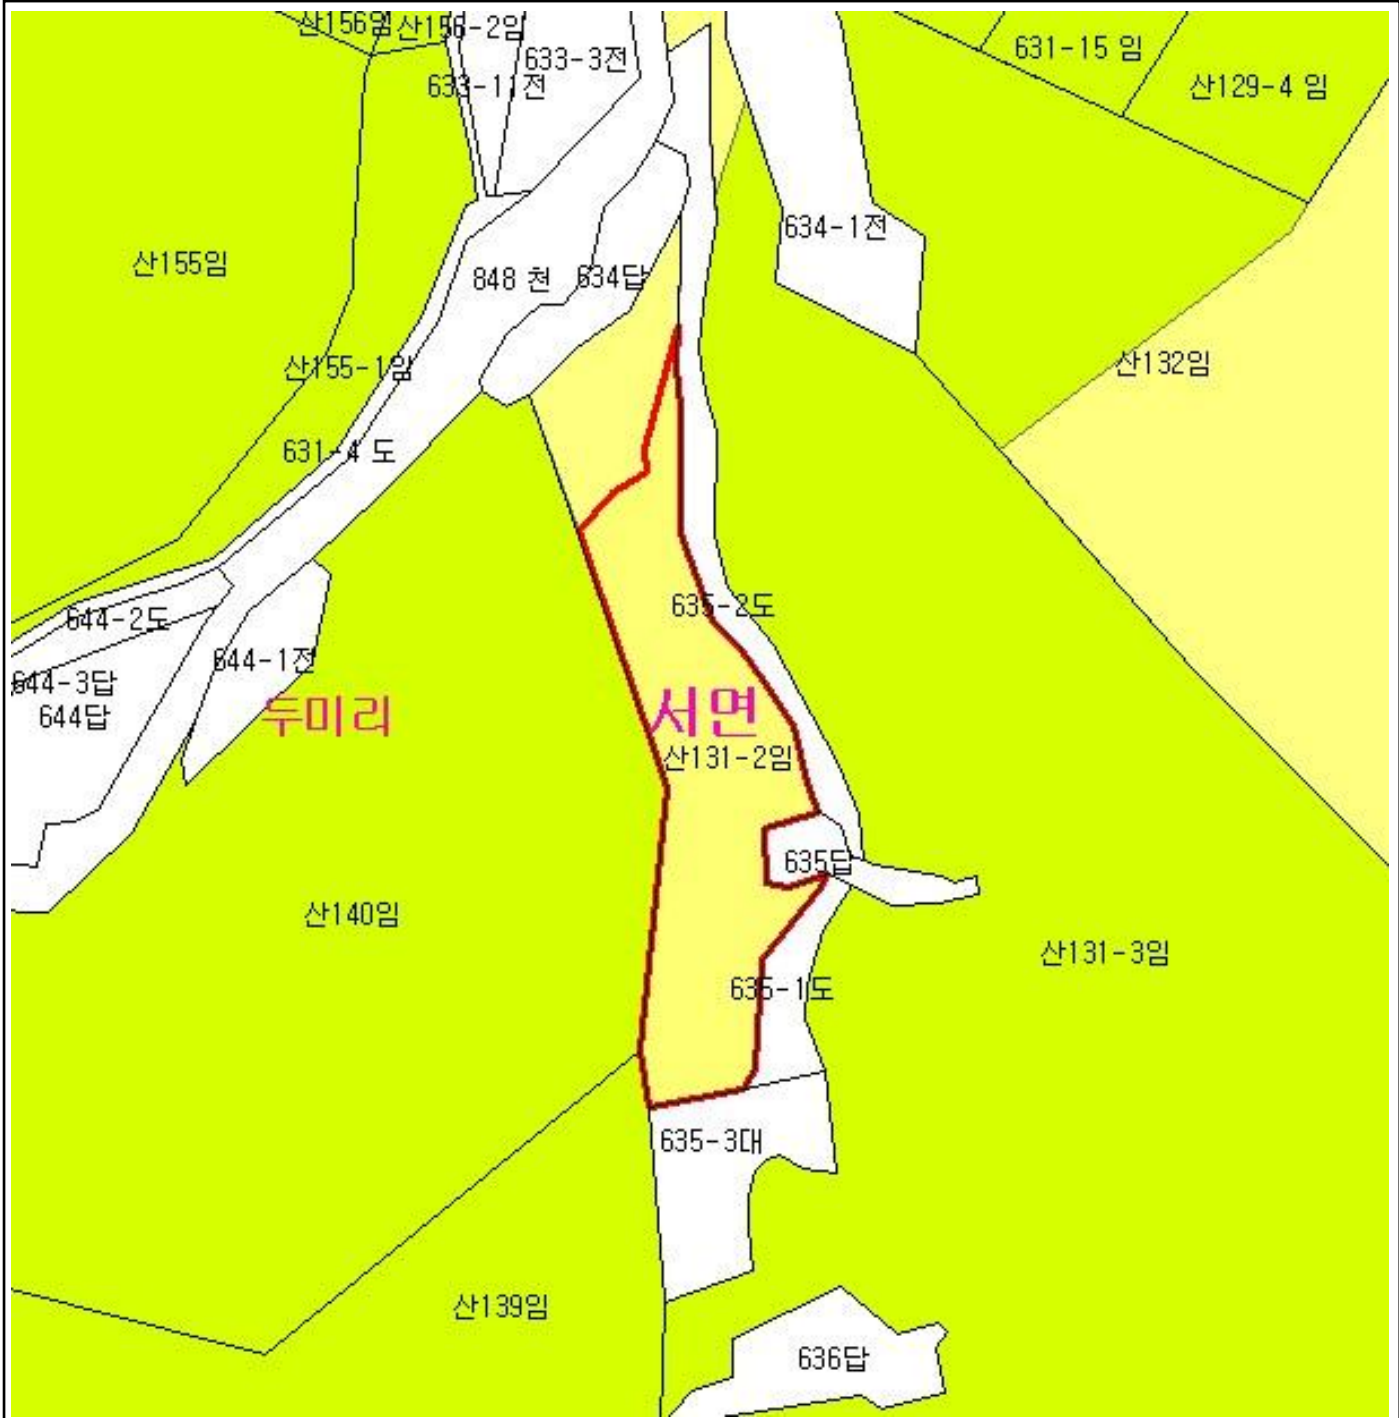 산156임
산156-2임
631-15 임
633-3전
633-11전
산129-4 임
634-1전
산155임
848 천
634답
산132임
산155-1임
631-4 도
635-2도
644-2도
644-1전
644-3답
644답
두미리
서면
산131-2임
635답
산140임
산131-3임
635-1도
635-3대
산139임
636답